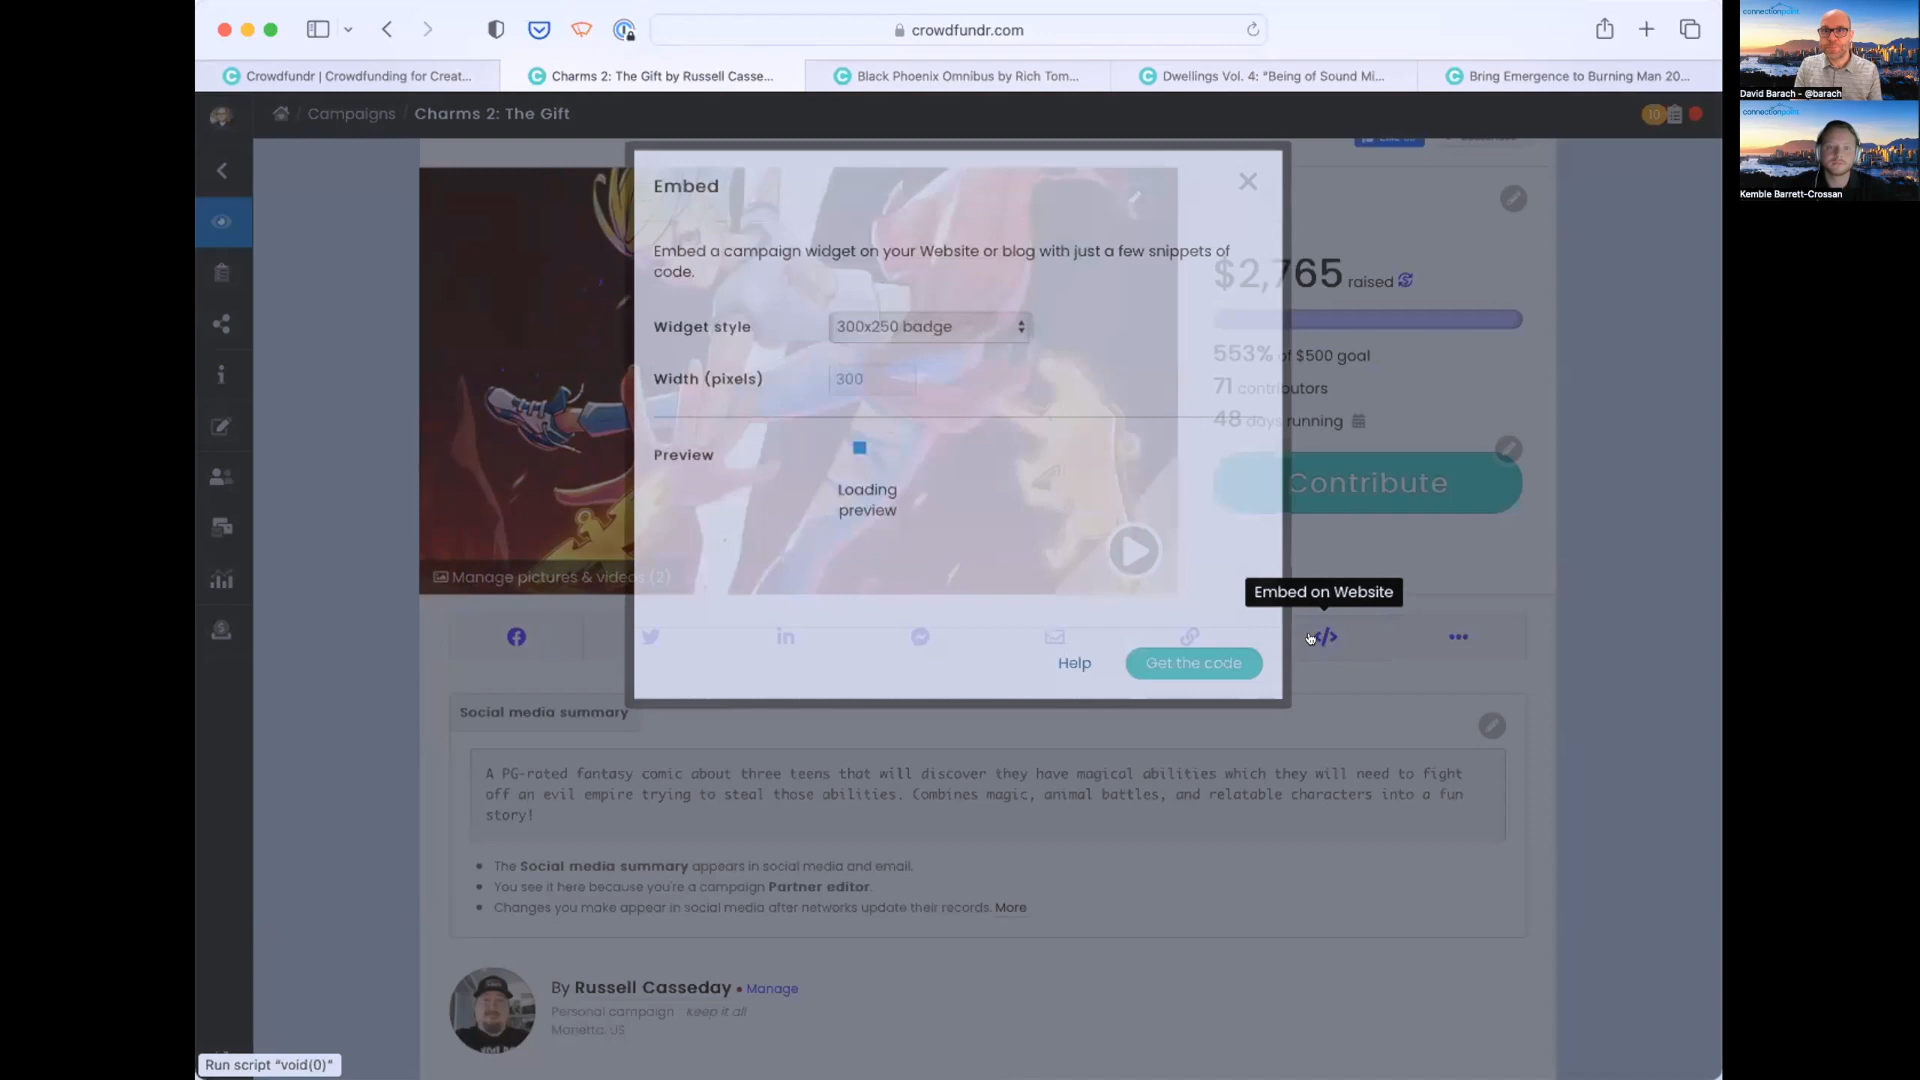 crowdfundr.com
Crowdfundr | Crowdfunding for Creat...
Charms 2: The Gift by Russell Casse...
Black Phoenix Omnibus by Rich Tom...
Dwellings Vol. 4: "Being of Sound Mi...
Bring Emergence to Burning Man 20...
connectionpoint
David Barach - @barach
connectionpoint
Kemble Barrett-Crossan
/ Campaigns / Charms 2: The Gift
10
Embed
Embed a campaign widget on your Website or blog with just a few snippets of
code.
Widget style
300x250 badge
Width (pixels)
300
Preview
Loading
preview
Help
Get the code
$2,765 raised
553% of $500 goal
71 contributors
48 days running
Contribute
Manage pictures & videos (2)
Embed on Website
Social media summary
A PG-rated fantasy comic about three teens that will discover they have magical abilities which they will need to fight
off an evil empire trying to steal those abilities. Combines magic, animal battles, and relatable characters into a fun
story!
The Social media summary appears in social media and email.
You see it here because you're a campaign Partner editor.
Changes you make appear in social media after networks update their records. More
By Russell Casseday • Manage
Personal campaign - keep it all
Marietta, US
Run script "void(0)"